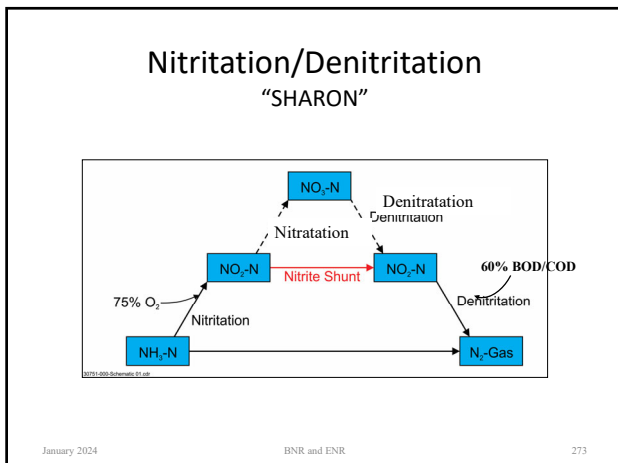 Nitritation/Denitritation
“SHARON”
NO₃-N
Denitratation
Denitritation
Nitratation
NO₂-N
Nitrite Shunt
NO₂-N
60% BOD/COD
75% O₂
Nitritation
Denitritation
NH₃-N
N₂-Gas
30751-000-Schematic 01.cdr
January 2024
BNR and ENR
273